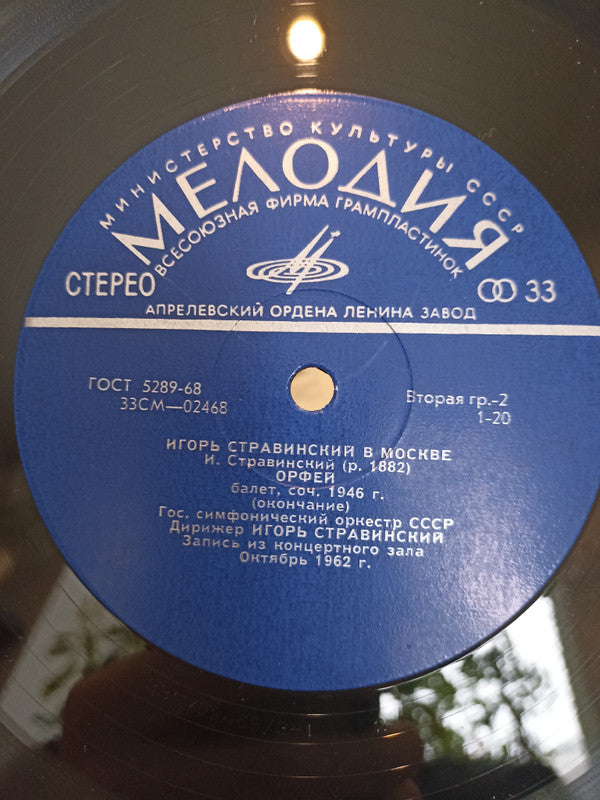 МИНИСТЕРСТВО КУЛЬТУРЫ СССР
МЕЛОДИЯ
ВСЕСОЮЗНАЯ ФИРМА ГРАМПЛАСТИНОК
СТЕРЕО
33
АПРЕЛЕВСКИЙ ОРДЕНА ЛЕНИНА ЗАВОД
ГОСТ 5289-68
33СМ—02468
Вторая гр.-2
1-20
ИГОРЬ СТРАВИНСКИЙ В МОСКВЕ
И. Стравинский (р. 1882)
ОРФЕЙ
балет, соч. 1946 г.
(окончание)
Гос. симфонический оркестр СССР
Дирижер ИГОРЬ СТРАВИНСКИЙ
Запись из концертного зала
Октябрь 1962 г.